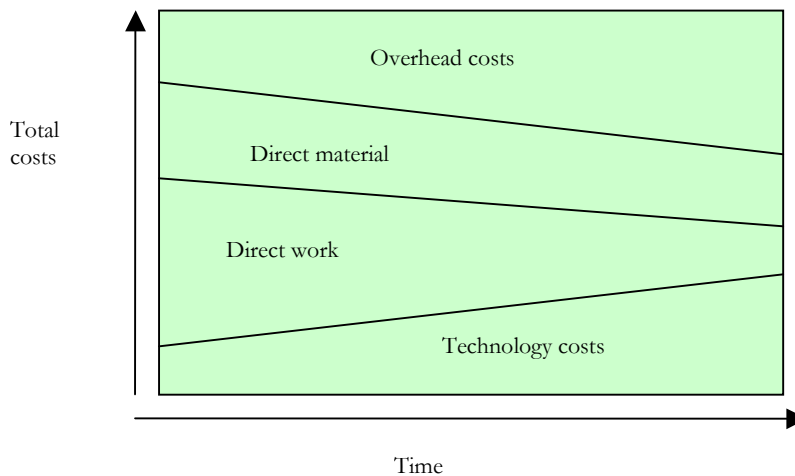 Overhead costs
Total
costs
Direct material
Direct work
Technology costs
Time